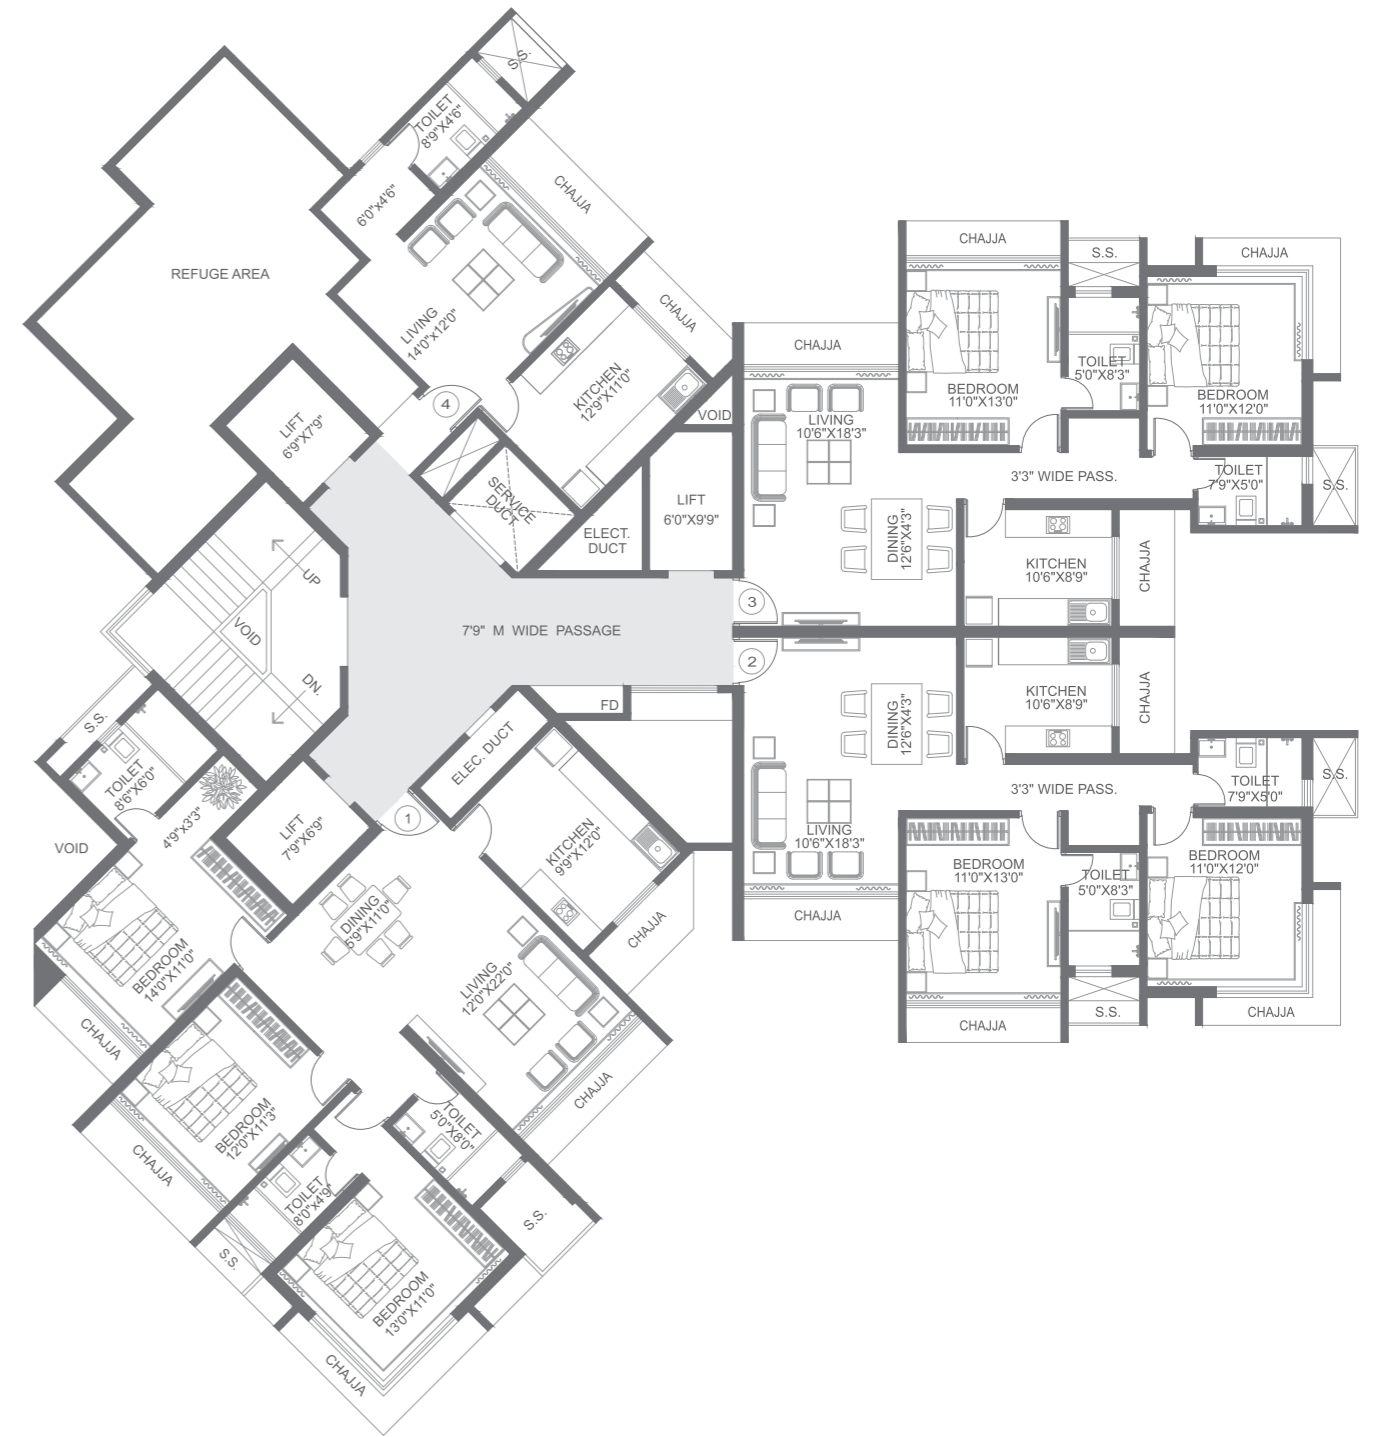 S.S.
TOILET
8'9"X4'6"
CHAJJA
6'0"x4'6"
REFUGE AREA
LIVING
14'0"x12'0"
CHAJJA
KITCHEN
12'9"X11'0"
VOID
4
LIFT
6'9"X7'9"
SERVICE
DUCT
ELECT.
DUCT
LIFT
6'0"X9'9"
UP
VOID
DN.
7'9" M WIDE PASSAGE
FD
CHAJJA
LIVING
10'6"X18'3"
DINING
12'6"X4'3"
3
CHAJJA
BEDROOM
11'0"X13'0"
S.S.
TOILET
5'0"X8'3"
CHAJJA
BEDROOM
11'0"X12'0"
3'3" WIDE PASS.
TOILET
7'9"X5'0"
S.S.
KITCHEN
10'6"X8'9"
CHAJJA
2
KITCHEN
10'6"X8'9"
CHAJJA
DINING
12'6"X4'3"
3'3" WIDE PASS.
TOILET
7'9"X5'0"
S.S.
LIVING
10'6"X18'3"
CHAJJA
BEDROOM
11'0"X13'0"
TOILET
5'0"X8'3"
BEDROOM
11'0"X12'0"
CHAJJA
S.S.
CHAJJA
S.S.
TOILET
8'6"X6'0"
4'9"x3'3"
VOID
LIFT
7'9"X6'9"
1
ELEC. DUCT
KITCHEN
9'9"X12'0"
CHAJJA
DINING
5'9"X11'0"
LIVING
12'0"X22'0"
CHAJJA
BEDROOM
14'0"X11'0"
CHAJJA
BEDROOM
12'0"X11'3"
CHAJJA
TOILET
5'0"X8'0"
S.S.
TOILET
8'0"x4'9"
S.S.
BEDROOM
13'0"X11'0"
CHAJJA